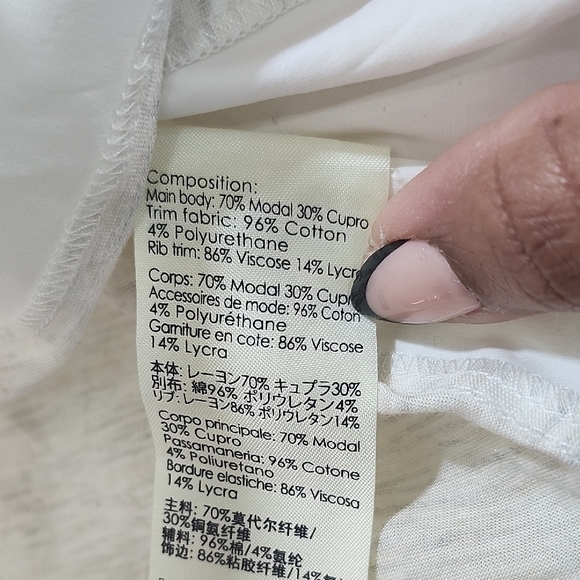 Composition:
Main body: 70% Modal 30% Cupro
Trim fabric: 96% Cotton
4% Polyurethane
Rib trim: 86% Viscose 14% Lycra
Corps: 70% Modal 30% Cupro
Accessoires de mode: 96% Coton
4% Polyuréthane
Garniture en cote: 86% Viscose
14% Lycra
本体: レーヨン70% キュプラ30%
別布: 綿96% ポリウレタン4%
リブ: レーヨン86% ポリウレタン14%
Corpo principale: 70% Modal
30% Cupro
Passamaneria: 96% Cotone
4% Poliuretano
Bordure elastiche: 86% Viscosa
14% Lycra
主料: 70%莫代尔纤维/
30%铜氨纤维
辅料: 96%棉/4%氨纶
饰边: 86%粘胶纤维/14%氨